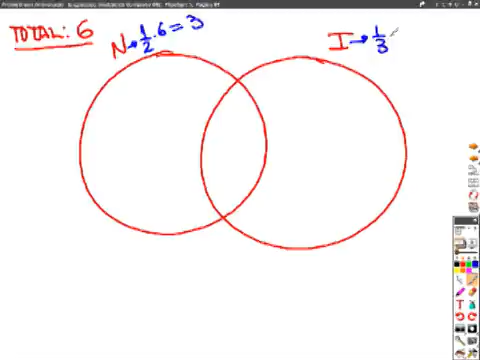 TOTAL: 6
N → 1/2 · 6 = 3
I → 1/3